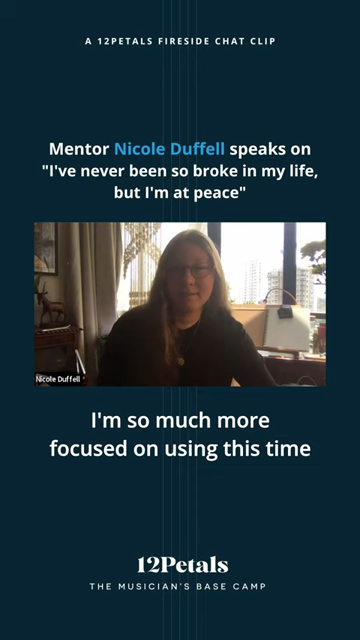 A 12PETALS FIRESIDE CHAT CLIP
Mentor Nicole Duffell speaks on
"I've never been so broke in my life,
but I'm at peace"
Nicole Duffell
I'm so much more
focused on using this time
12Petals
THE MUSICIAN'S BASE CAMP